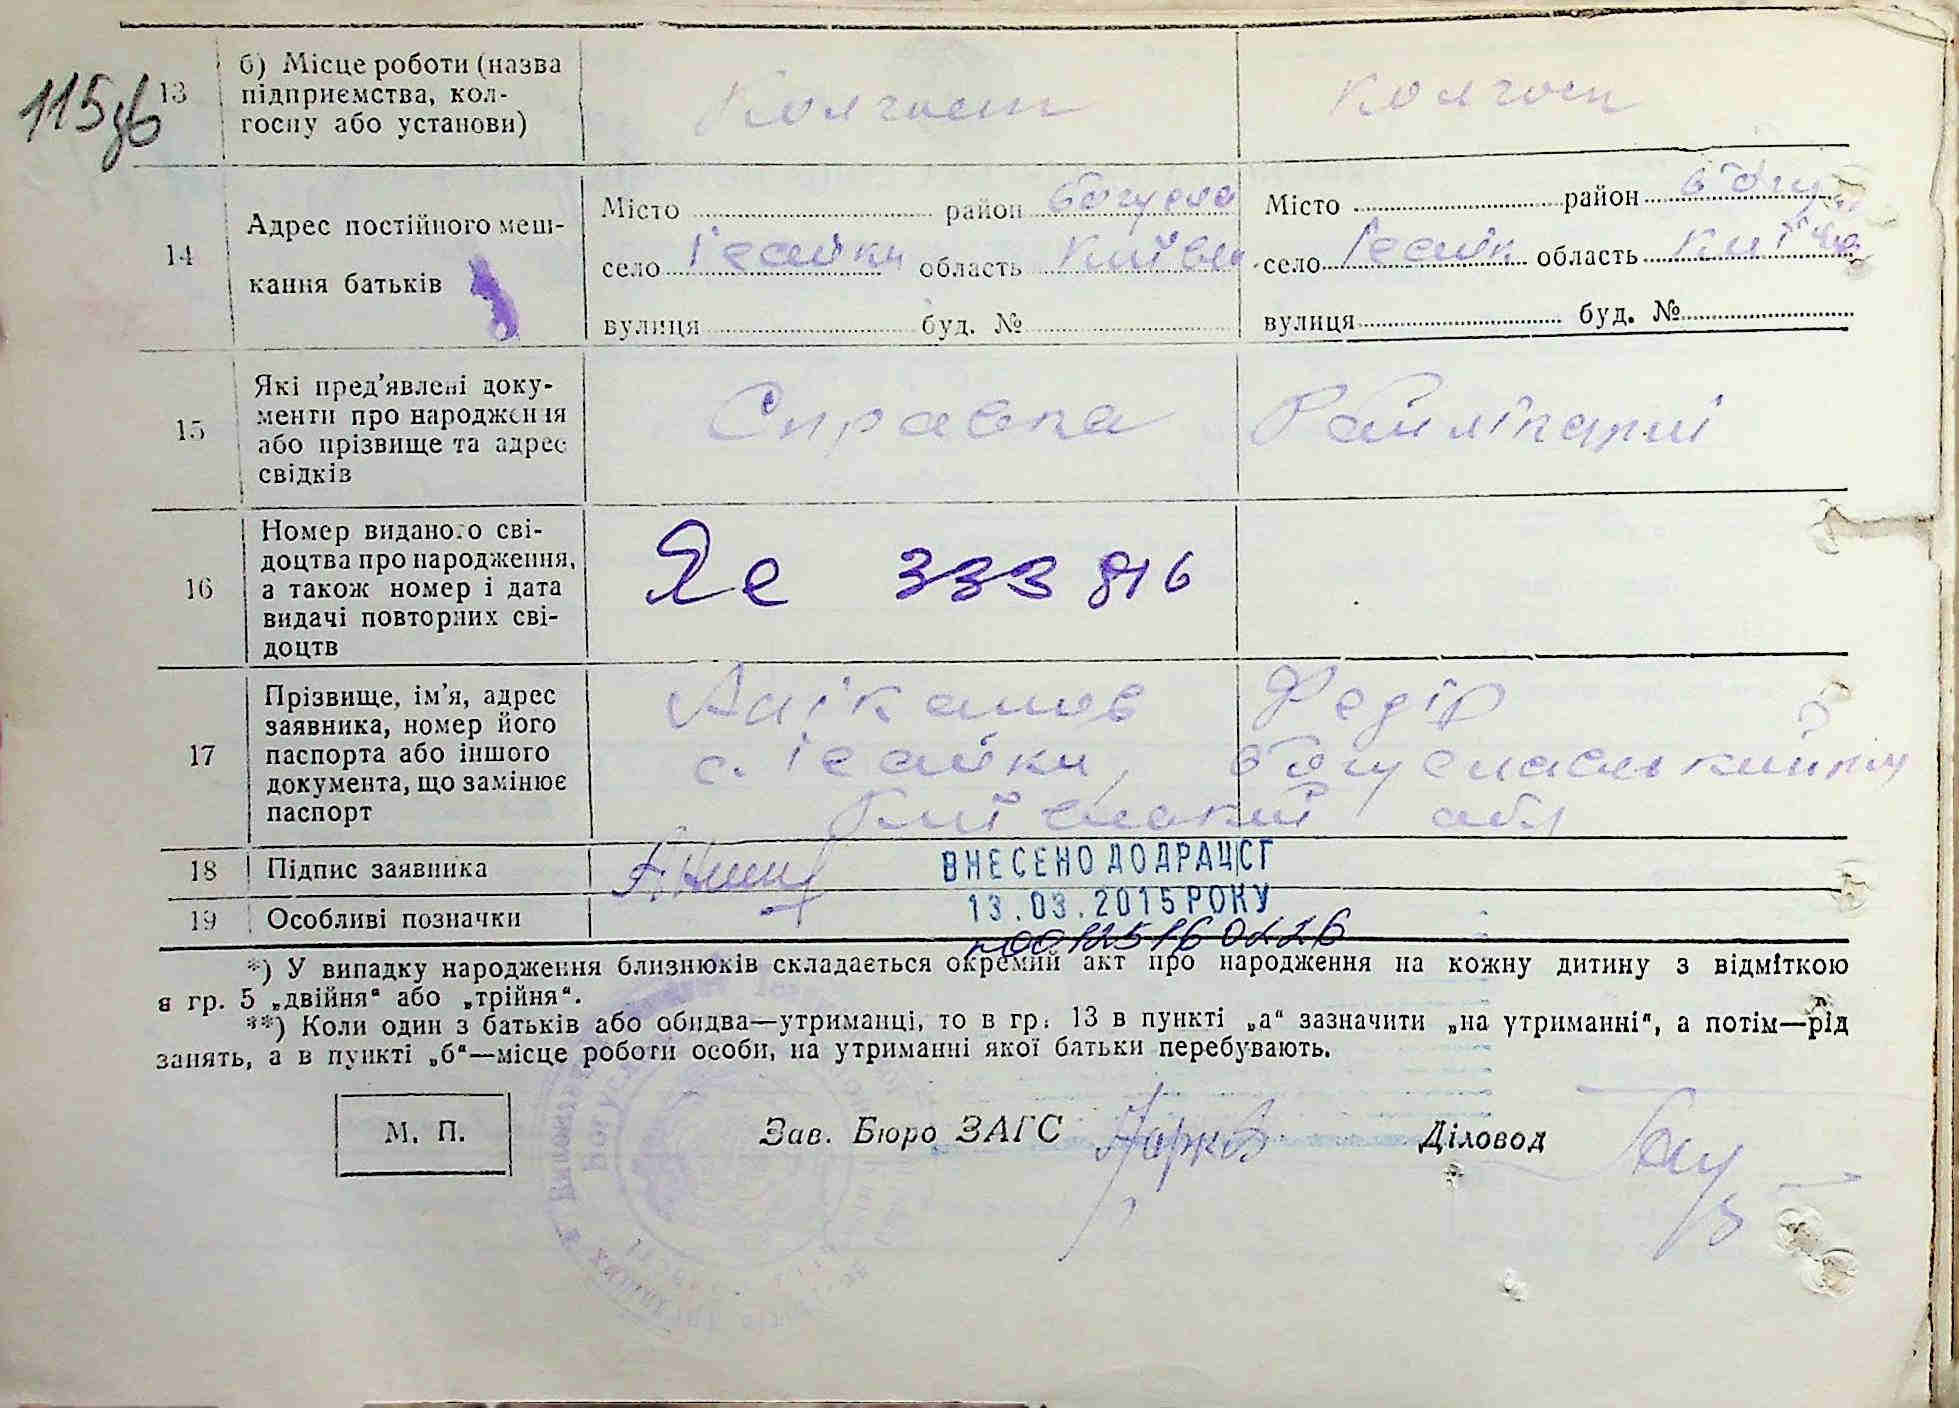 115зв
13 б) Місце роботи (назва
підприємства, кол-
госпу або установи)
Колгосп Колгосп
14 Адрес постійного меш-
кання батьків
Місто район Богусла
село Ісайки область Київсь
вулиця буд. №
Місто район Богу
село Ісайк область
вулиця буд. №
15 Які пред'явлені доку-
менти про народження
або прізвище та адрес
свідків
Справка Райлікарні
16 Номер виданого сві-
доцтва про народження,
а також номер і дата
видачі повторних сві-
доцтв
ЯЕ 333816
17 Прізвище, ім'я, адрес
заявника, номер його
паспорта або іншого
документа, що замінює
паспорт
Федір
с. Ісайки, Богуславський
Київської обл
18 Підпис заявника
ВНЕСЕНО ДО ДРАЦСГ
19 Особливі позначки
13.03.2015 РОКУ
*) У випадку народження близнюків складається окремий акт про народження на кожну дитину з відміткою
в гр. 5 „двійня“ або „трійня“.
**) Коли один з батьків або обидва—утриманці, то в гр. 13 в пункті „а“ зазначити „на утриманні“, а потім—рід
занять, а в пункті „б“—місце роботи особи, на утриманні якої батьки перебувають.
М. П. Зав. Бюро ЗАГС Діловод